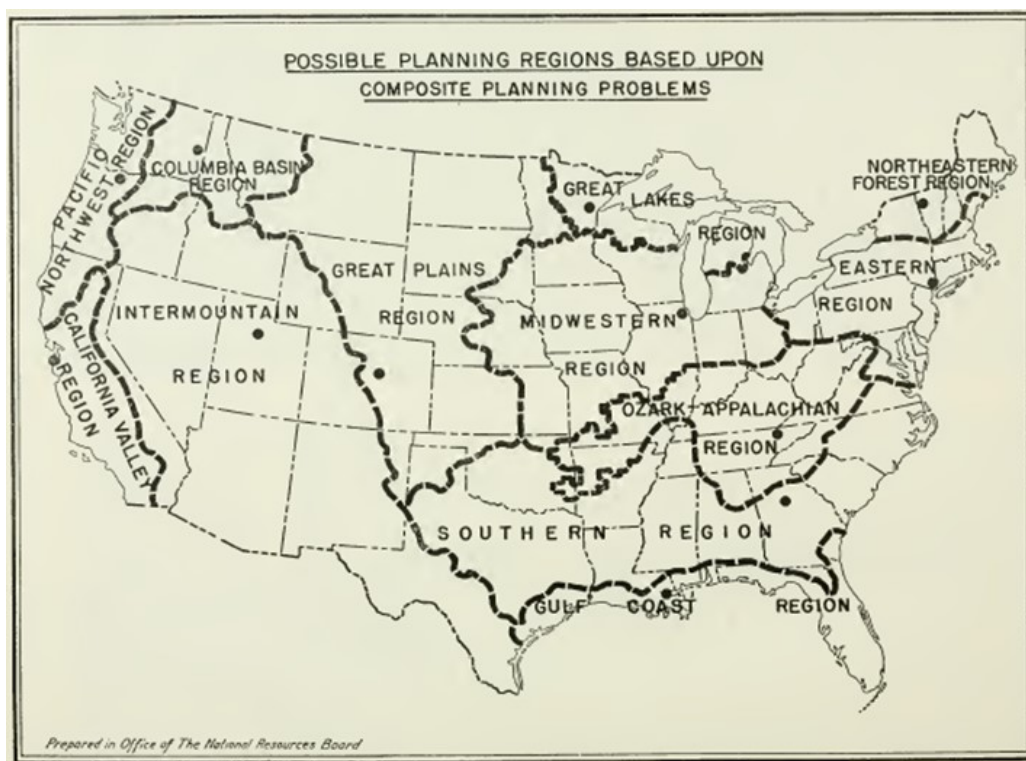 POSSIBLE PLANNING REGIONS BASED UPON
COMPOSITE PLANNING PROBLEMS
PACIFIC
NORTHWEST
REGION
COLUMBIA BASIN
REGION
GREAT
LAKES
REGION
NORTHEASTERN
FOREST REGION
GREAT PLAINS
REGION
EASTERN
REGION
INTERMOUNTAIN
REGION
MIDWESTERN
REGION
CALIFORNIA VALLEY
REGION
OZARK-APPALACHIAN
REGION
SOUTHERN REGION
GULF COAST REGION
Prepared in Office of The National Resources Board